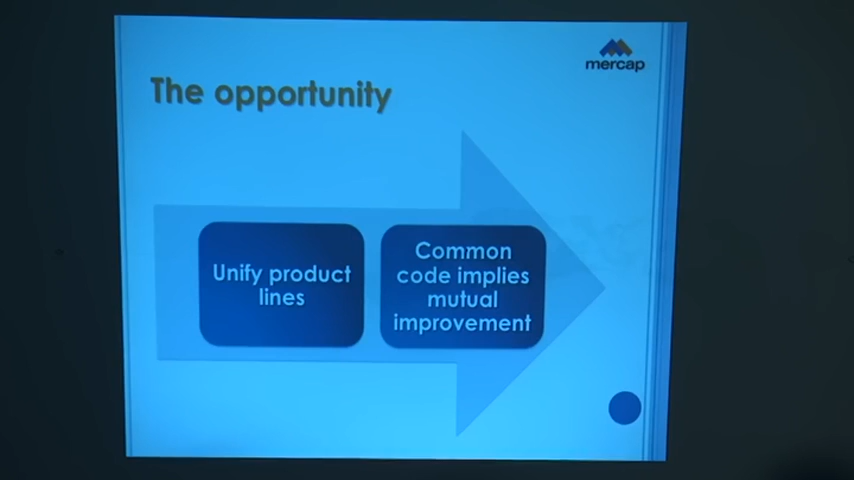 mercap
The opportunity
Unify product
lines
Common
code implies
mutual
improvement